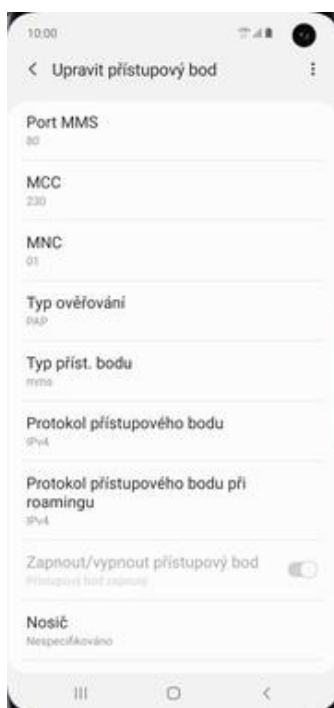 10:00
Upravit přístupový bod
Port MMS
80
MCC
230
MNC
01
Typ ověřování
PAP
Typ příst. bodu
mms
Protokol přístupového bodu
IPv4
Protokol přístupového bodu při
roamingu
IPv4
Zapnout/vypnout přístupový bod
Přístupový bod zapnutý
Nosič
Nespecifikováno